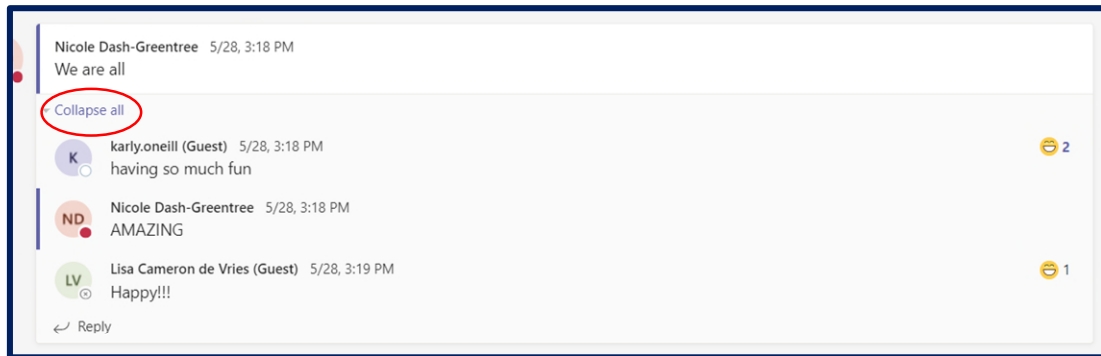 Nicole Dash-Greentree 5/28, 3:18 PM
We are all
Collapse all
K
karly.oneill (Guest) 5/28, 3:18 PM
2
having so much fun
ND
Nicole Dash-Greentree 5/28, 3:18 PM
AMAZING
LV
Lisa Cameron de Vries (Guest) 5/28, 3:19 PM
1
Happy!!!
Reply